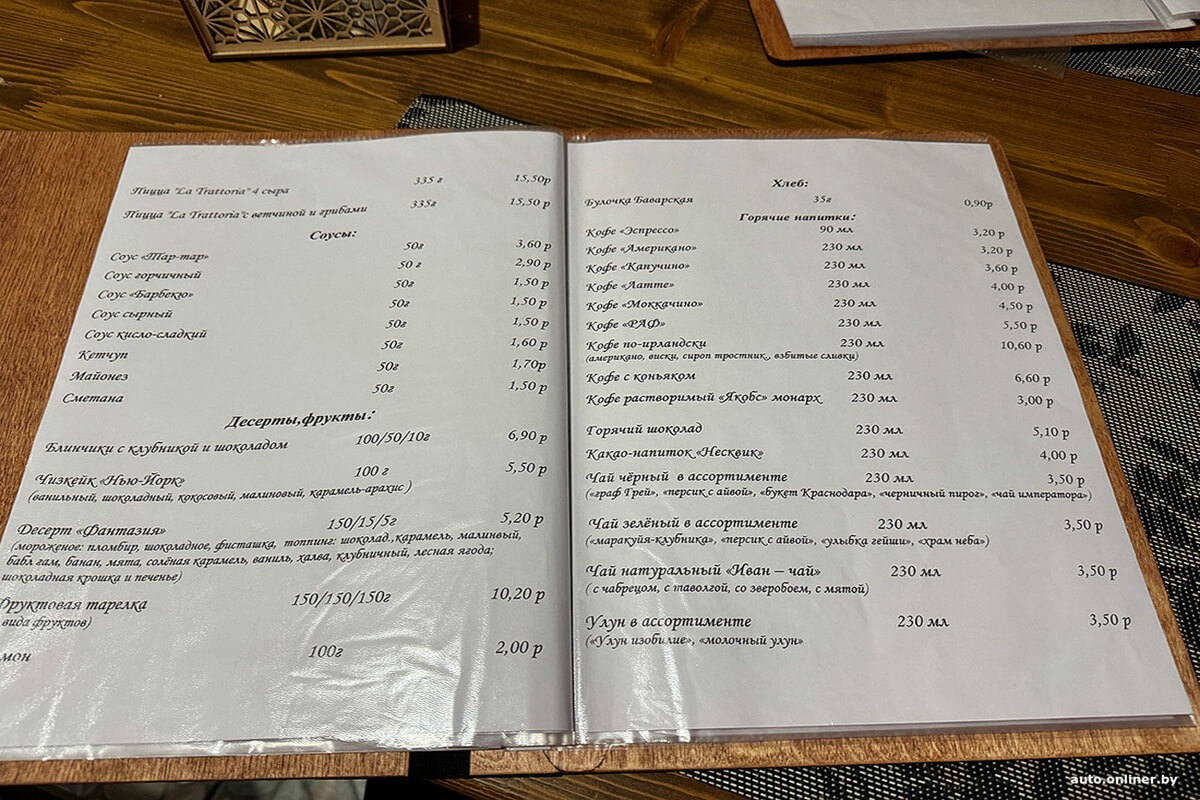 Пицца "La Trattoria" 4 сыра 335 г 15,50р
Пицца "La Trattoria"с ветчиной и грибами 335г 15,50 р
Соусы:
Соус «Тар-тар» 50г 3,60 р
Соус горчичный 50 г 2,90 р
Соус «Барбекю» 50г 1,50 р
Соус сырный 50г 1,50 р
Соус кисло-сладкий 50г 1,50 р
Кетчуп 50г 1,60 р
Майонез 50г 1,70р
Сметана 50г 1,50 р
Десерты,фрукты:
Блинчики с клубникой и шоколадом 100/50/10г 6,90 р
Чизкейк «Нью-Йорк» 100 г 5,50 р
(ванильный, шоколадный, кокосовый, малиновый, карамель-арахис )
Десерт «Фантазия» 150/15/5г 5,20 р
(мороженое: пломбир, шоколадное, фисташка, топпинг: шоколад.,карамель, малинвый,
бабл гам, банан, мята, солёная карамель, ваниль, халва, клубничный, лесная ягода;
шоколадная крошка и печенье)
Фруктовая тарелка 150/150/150г 10,20 р
вида фруктов)
мон 100г 2,00 р
Хлеб:
Булочка Баварская 35г 0,90р
Горячие напитки:
Кофе «Эспрессо» 90 мл 3,20 р
Кофе «Американо» 230 мл 3,20 р
Кофе «Капучино» 230 мл 3,60 р
Кофе «Латте» 230 мл 4,00 р
Кофе «Моккачино» 230 мл 4,50 р
Кофе «РАФ» 230 мл 5,50 р
Кофе по-ирландски 230 мл 10,60 р
(американо, виски, сироп тростник., взбитые сливки)
Кофе с коньяком 230 мл 6,60 р
Кофе растворимый «Якобс» монарх 230 мл 3,00 р
Горячий шоколад 230 мл 5,10 р
Какао-напиток «Несквик» 230 мл 4,00 р
Чай чёрный в ассортименте 230 мл 3,50 р
(«граф Грей», «персик с айвой», «букет Краснодара», «черничный пирог», «чай императора»)
Чай зелёный в ассортименте 230 мл 3,50 р
(«маракуйя-клубника», «персик с айвой», «улыбка гейши», «храм неба»)
Чай натуральный «Иван – чай» 230 мл 3,50 р
( с чабрецом, с таволгой, со зверобоем, с мятой)
Улун в ассортименте 230 мл 3,50 р
(«Улун изобилие», «молочный улун»
auto.onliner.by